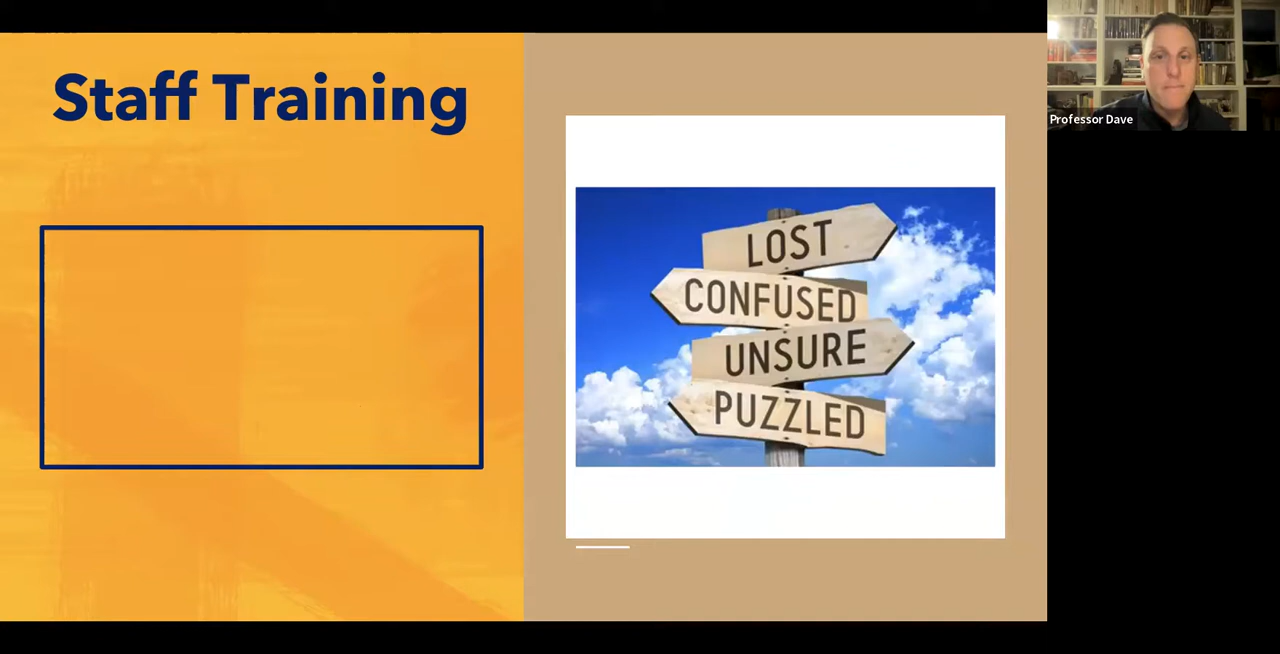 Staff Training
LOST
CONFUSED
UNSURE
PUZZLED
Professor Dave